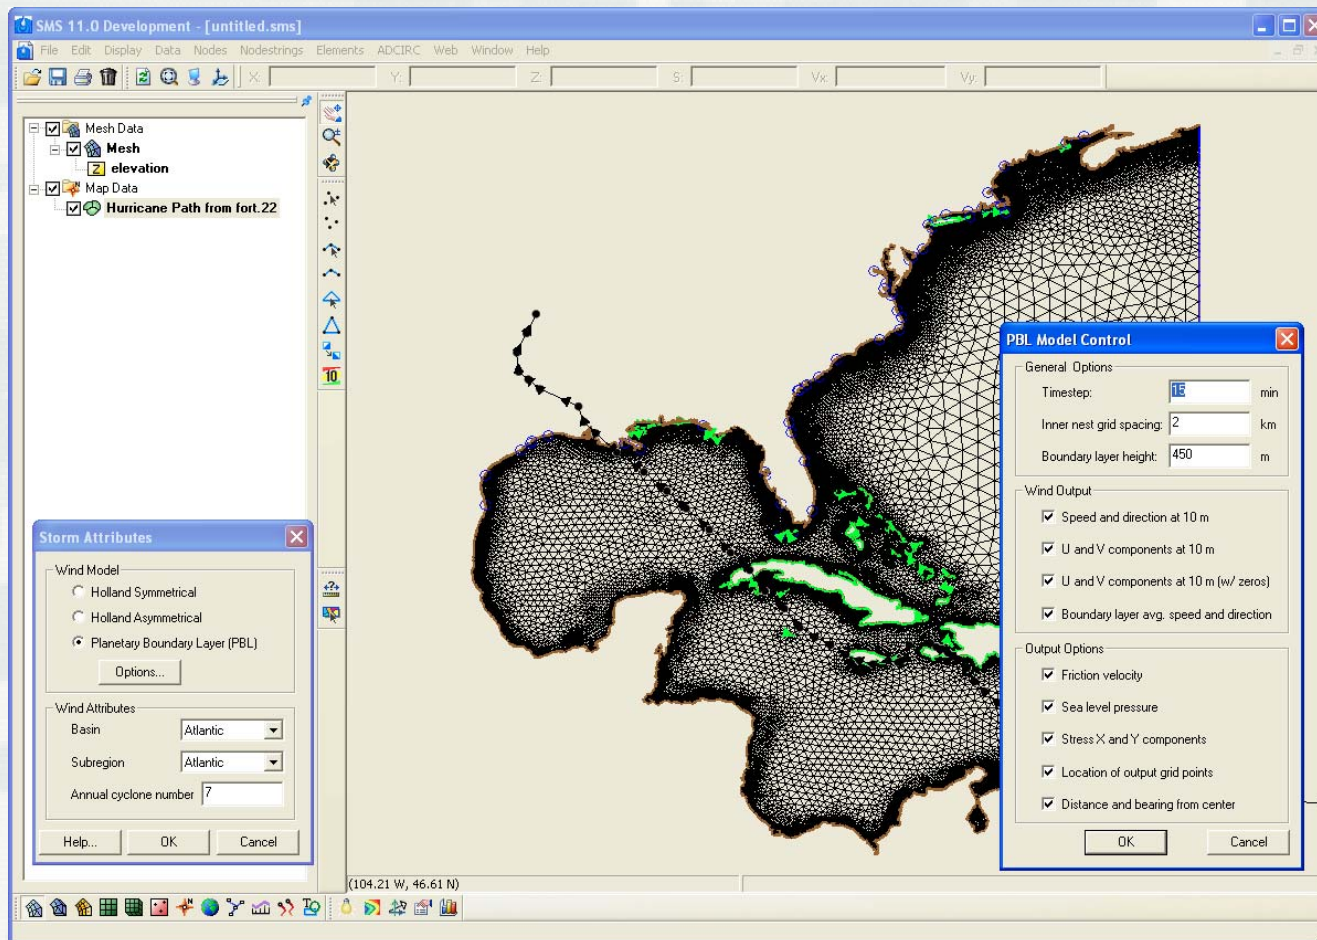 SMS 11.0 Development - [untitled.sms]
File Edit Display Data Nodes Nodestrings Elements ADCIRC Web Window Help
X: Y: Z: S: Vx: Vy:
Mesh Data
Mesh
Z elevation
Map Data
Hurricane Path from fort.22
10
Storm Attributes
Wind Model
Holland Symmetrical
Holland Asymmetrical
Planetary Boundary Layer (PBL)
Options...
Wind Attributes
Basin Atlantic
Subregion Atlantic
Annual cyclone number 7
Help... OK Cancel
PBL Model Control
General Options
Timestep: 15 min
Inner nest grid spacing: 2 km
Boundary layer height: 450 m
Wind Output
Speed and direction at 10 m
U and V components at 10 m
U and V components at 10 m (w/ zeros)
Boundary layer avg. speed and direction
Output Options
Friction velocity
Sea level pressure
Stress X and Y components
Location of output grid points
Distance and bearing from center
OK Cancel
(104.21 W, 46.61 N)